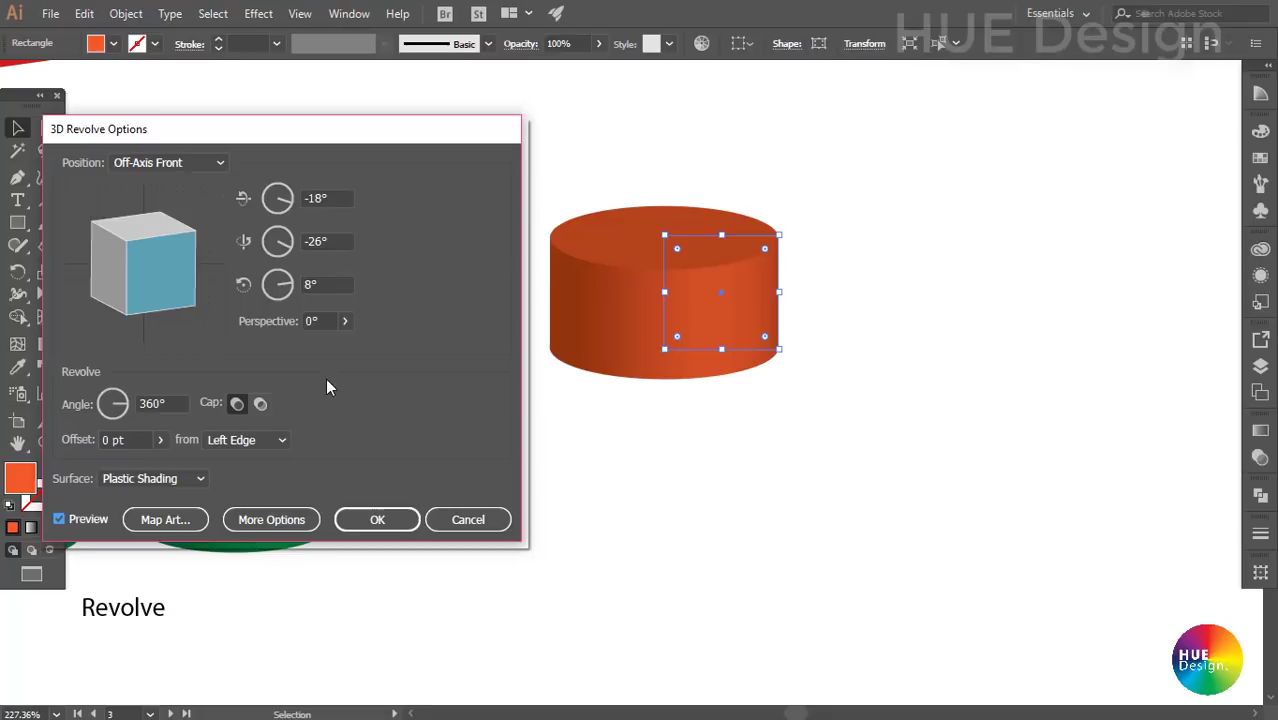 Ai File Edit Object Type Select Effect View Window Help Br St Essentials Search Adobe Stock
HUE Design
Rectangle Stroke: Basic Opacity: 100% Style: Shape: Transform
3D Revolve Options
Position: Off-Axis Front
-18°
-26°
8°
Perspective: 0°
Revolve
Angle: 360° Cap:
Offset: 0 pt from Left Edge
Surface: Plastic Shading
Preview Map Art... More Options OK Cancel
Revolve
HUE
Design.
227.36% 3 Selection